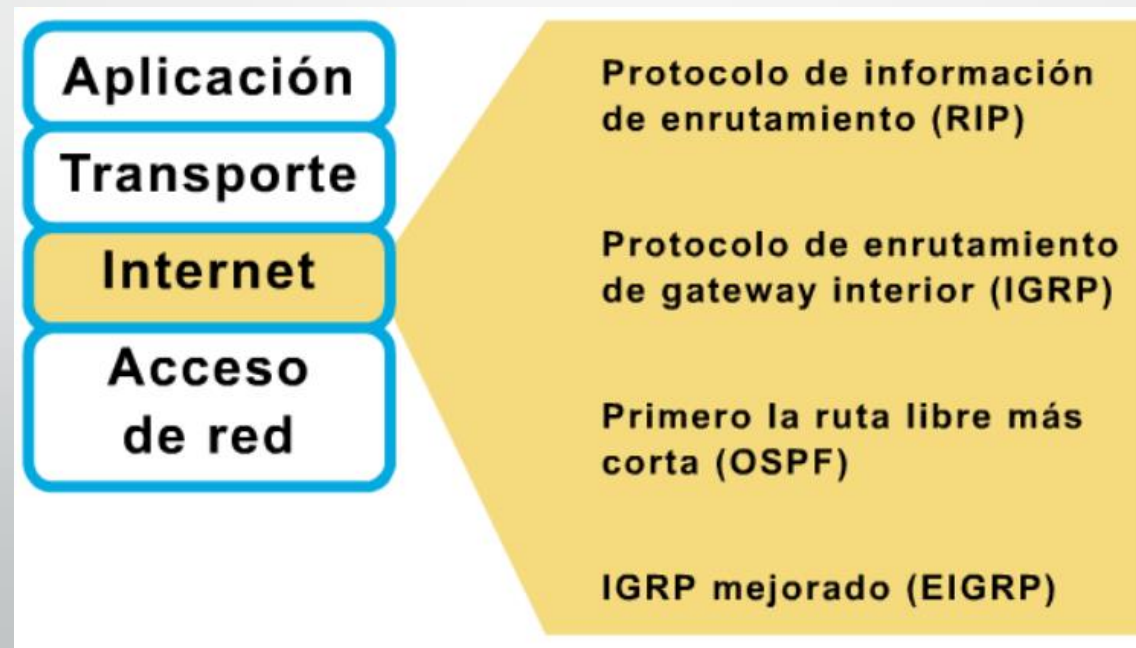 Aplicación
Transporte
Internet
Acceso
de red
Protocolo de información
de enrutamiento (RIP)
Protocolo de enrutamiento
de gateway interior (IGRP)
Primero la ruta libre más
corta (OSPF)
IGRP mejorado (EIGRP)